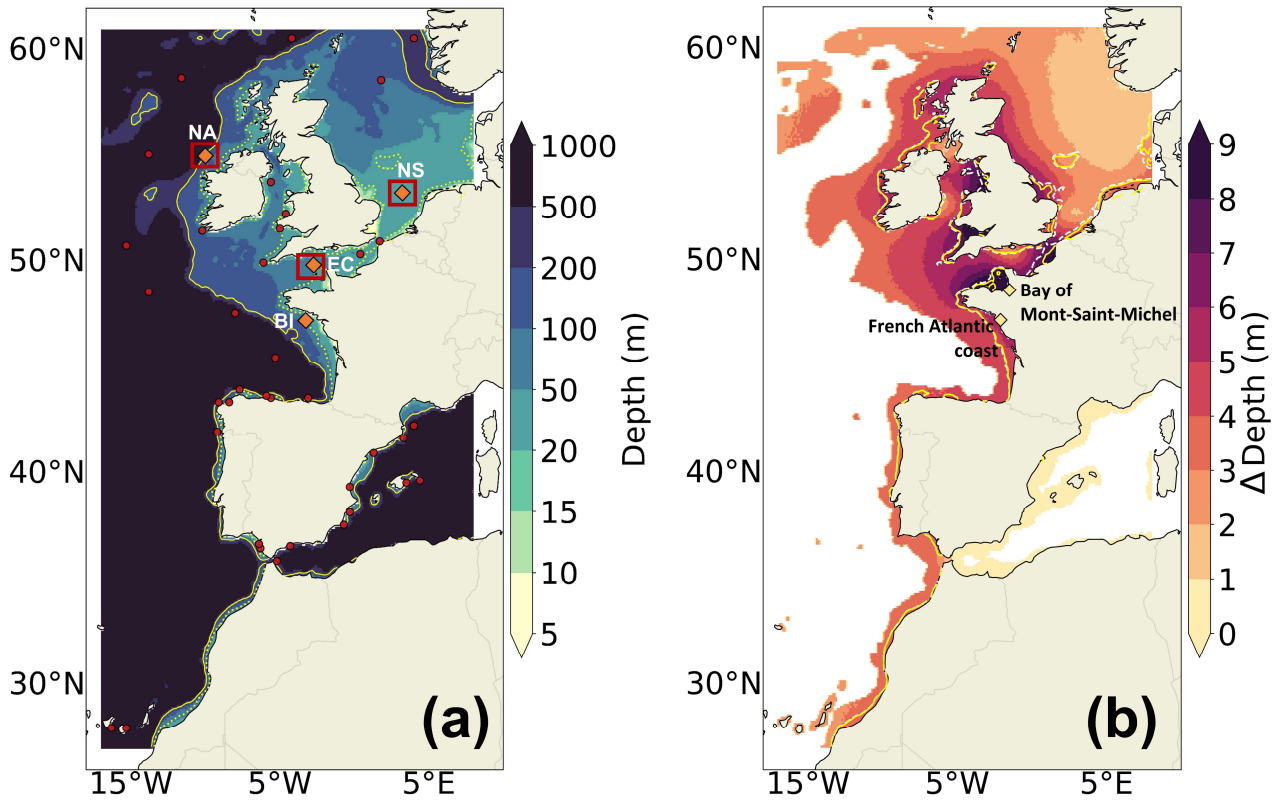 60°N
50°N
40°N
30°N
15°W
5°W
5°E
NA
NS
EC
BI
(a)
1000
500
200
100
50
20
15
10
5
Depth (m)
60°N
50°N
40°N
30°N
15°W
5°W
5°E
Bay of
Mont-Saint-Michel
French Atlantic
coast
(b)
9
8
7
6
5
4
3
2
1
0
ΔDepth (m)